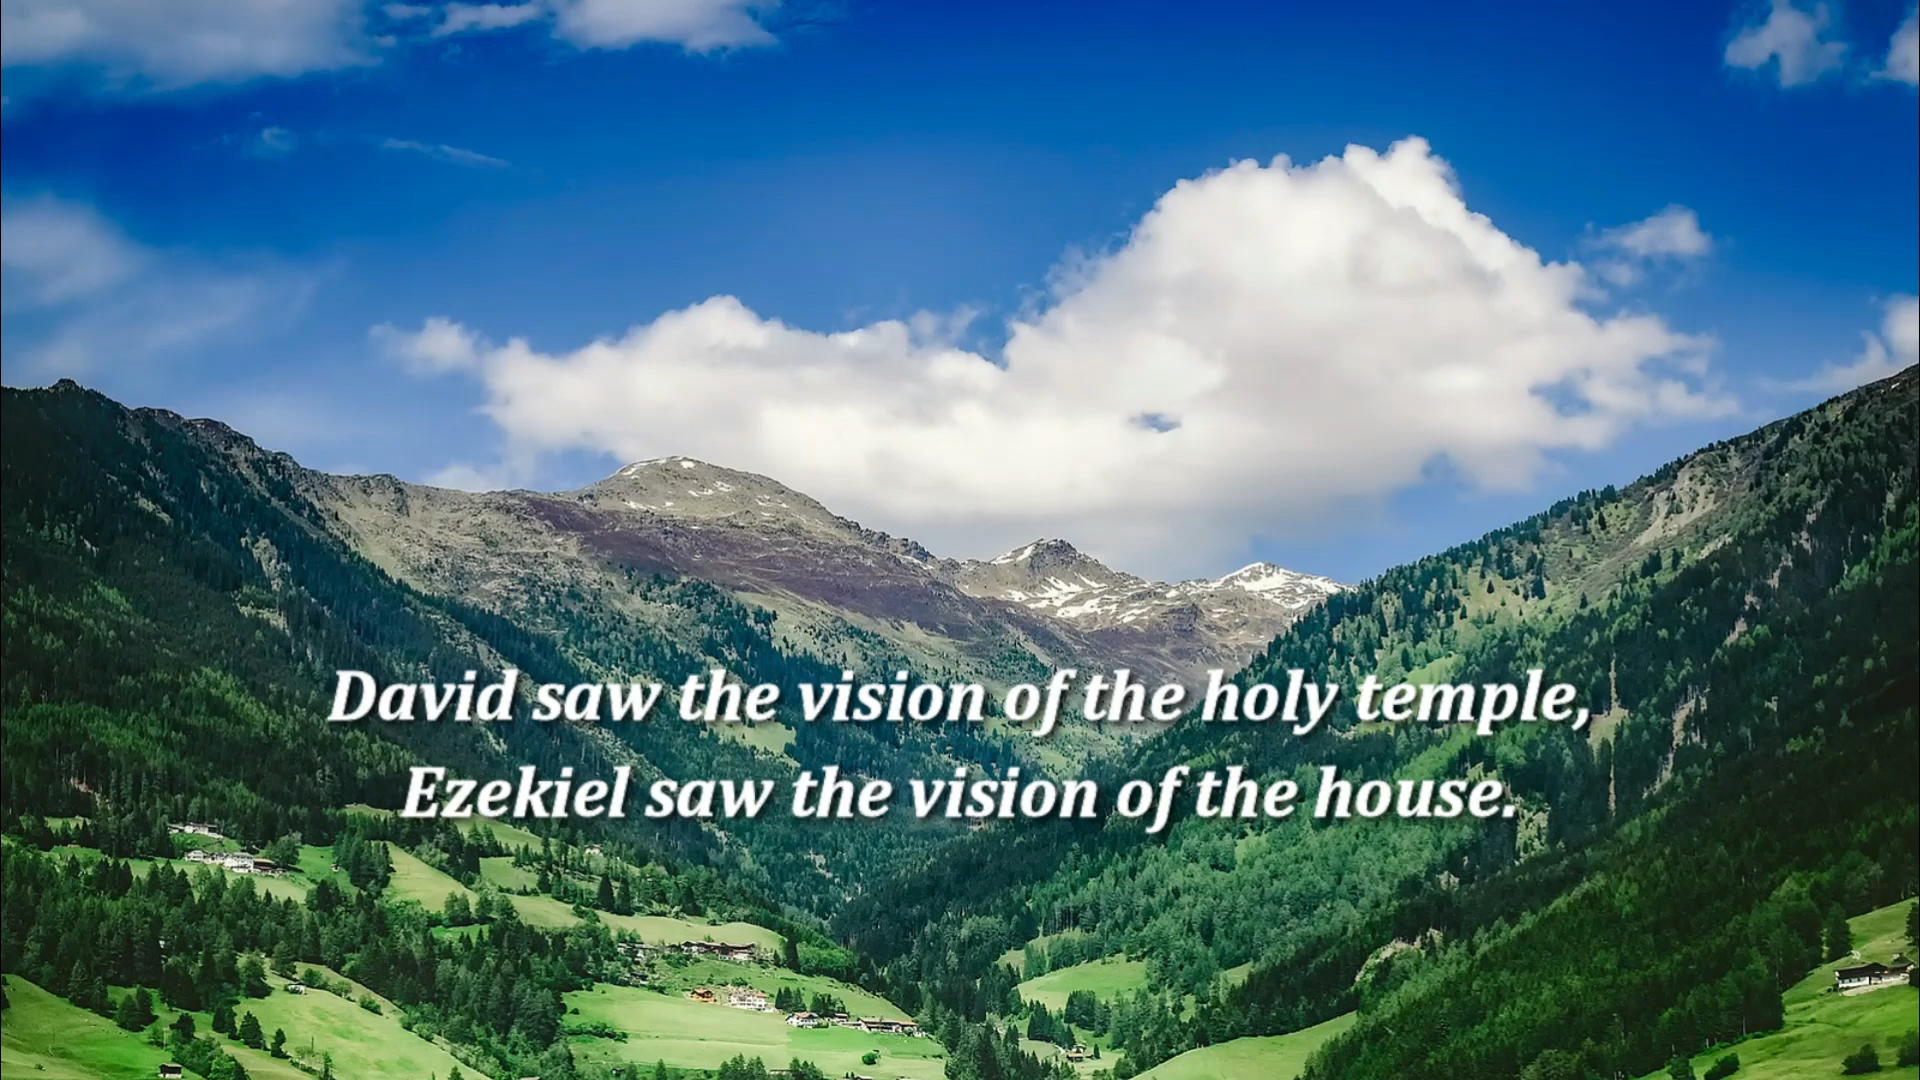 David saw the vision of the holy temple,
Ezekiel saw the vision of the house.